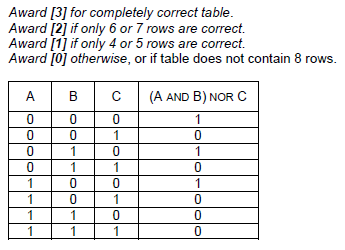 Award [3] for completely correct table.
Award [2] if only 6 or 7 rows are correct.
Award [1] if only 4 or 5 rows are correct.
Award [0] otherwise, or if table does not contain 8 rows.
A B C (A AND B) NOR C
0 0 0 1
0 0 1 0
0 1 0 1
0 1 1 0
1 0 0 1
1 0 1 0
1 1 0 0
1 1 1 0